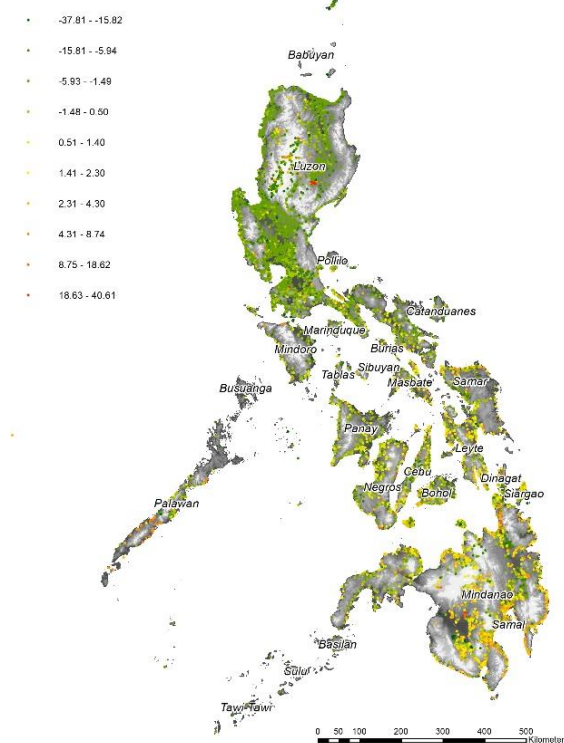 -37.81 - -15.82
-15.81 - -5.94
-5.93 - -1.49
-1.48 - 0.50
0.51 - 1.40
1.41 - 2.30
2.31 - 4.30
4.31 - 8.74
8.75 - 18.62
18.63 - 40.61
Babuyan
Luzon
Pollilo
Catanduanes
Marinduque
Mindoro
Burias
Sibuyan
Tablas
Masbate
Samar
Busuanga
Panay
Leyte
Cebu
Dinagat
Negros
Bohol
Siargao
Palawan
Mindanao
Samal
Basilan
Sulu
Tawi-Tawi
0 50 100 200 300 400 500
Kilometer